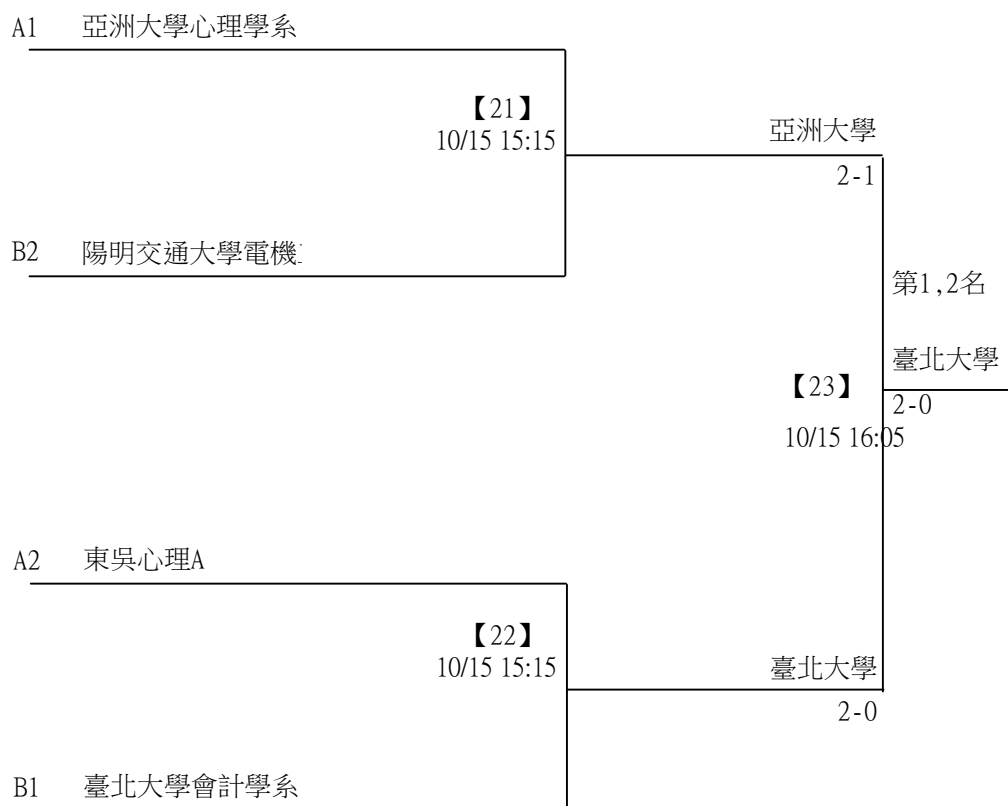 A1 亞洲大學心理學系
【21】
10/15 15:15
亞洲大學
2-1
B2 陽明交通大學電機
第1,2名
臺北大學
【23】
2-0
10/15 16:05
A2 東吳心理A
【22】
10/15 15:15
臺北大學
2-0
B1 臺北大學會計學系